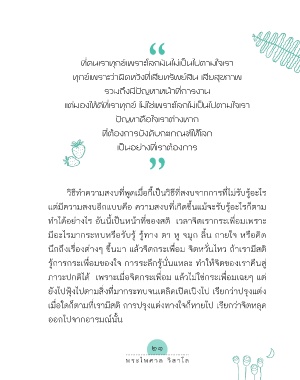 “
ที่คนเราทุกข์เพราะโลกมันไม่เป็นไปตามใจเรา
ทุกข์เพราะว่าผิดหวังที่เสียทรัพย์สิน เสียสุขภาพ
รวมถึงมีปัญหาหน้าที่การงาน
แต่มองให้ดีที่เราทุกข์ ไม่ใช่เพราะโลกไม่เป็นไปตามใจเรา
ปัญหาคือใจเราต่างหาก
ที่ต้องการบังคับกะเกณฑ์ให้โลก
เป็นอย่างที่เราต้องการ
”
วิธีทำความสงบที่พูดเมื่อกี้เป็นวิธีที่สงบจากการที่ไม่รับรู้อะไร
แต่มีความสงบอีกแบบคือ ความสงบที่เกิดขึ้นแม้จะรับรู้อะไรก็ตาม
ทำได้อย่างไร อันนี้เป็นหน้าที่ของสติ เวลาจิตเรากระเพื่อมเพราะ
มีอะไรมากระทบหรือรับรู้ ทางตา หู จมูก ลิ้น กายใจ หรือคิด
นึกถึงเรื่องต่างๆ ขึ้นมา แล้วจิตกระเพื่อม จิตหวั่นไหว ถ้าเรามีสติ
รู้การกระเพื่อมของใจ การระลึกรู้นั่นแหละ ทำให้จิตของเราคืนสู่
ภาวะปกติได้ เพราะเมื่อจิตกระเพื่อม แล้วไม่ใช่กระเพื่อมเฉยๆ แต่
ยังไปฟุ้งไปตามสิ่งที่มากระทบจนเตลิดเปิดเปิงไป เรียกว่าปรุงแต่ง
เมื่อใดก็ตามที่เรามีสติ การปรุงแต่งทางใจก็หายไป เรียกว่าจิตหลุด
ออกไปจากอารมณ์นั้น
๒๑
พระไพศาล วิสาโล